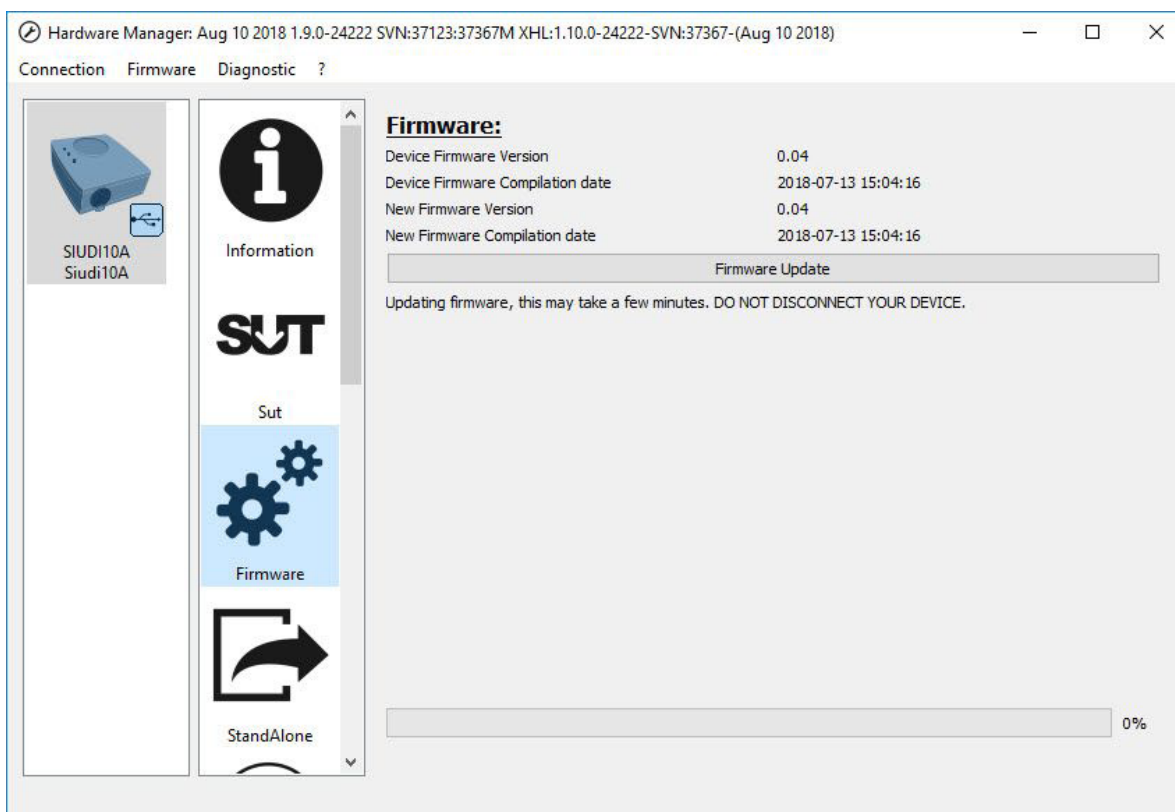 Hardware Manager: Aug 10 2018 1.9.0-24222 SVN:37123:37367M XHL:1.10.0-24222-SVN:37367-(Aug 10 2018)
Connection Firmware Diagnostic ?
SIUDI10A
Siudi10A
Information
SUT
Sut
Firmware
StandAlone
Firmware:
Device Firmware Version 0.04
Device Firmware Compilation date 2018-07-13 15:04:16
New Firmware Version 0.04
New Firmware Compilation date 2018-07-13 15:04:16
Firmware Update
Updating firmware, this may take a few minutes. DO NOT DISCONNECT YOUR DEVICE.
0%